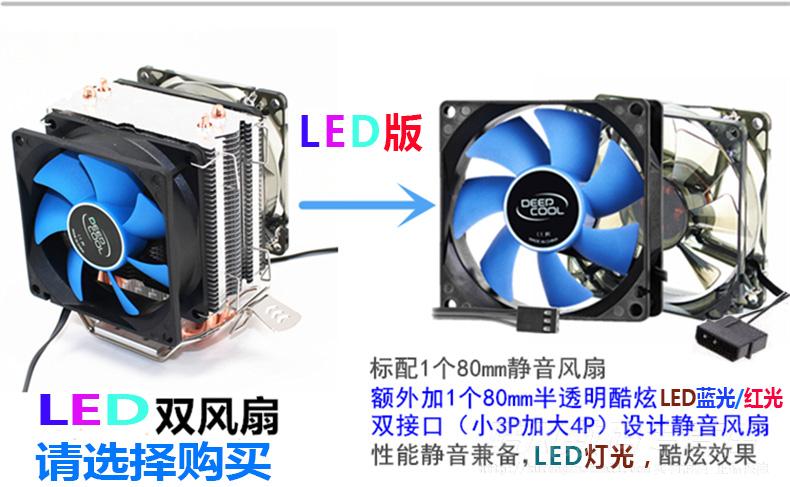 LED版
DEEP
COOL
DEEP
COOL
MADE IN CHINA
LED双风扇
请选择购买
标配1个80mm静音风扇
额外加1个80mm半透明酷炫LED蓝光/红光
双接口（小3P加大4P）设计静音风扇
性能静音兼备,LED灯光，酷炫效果